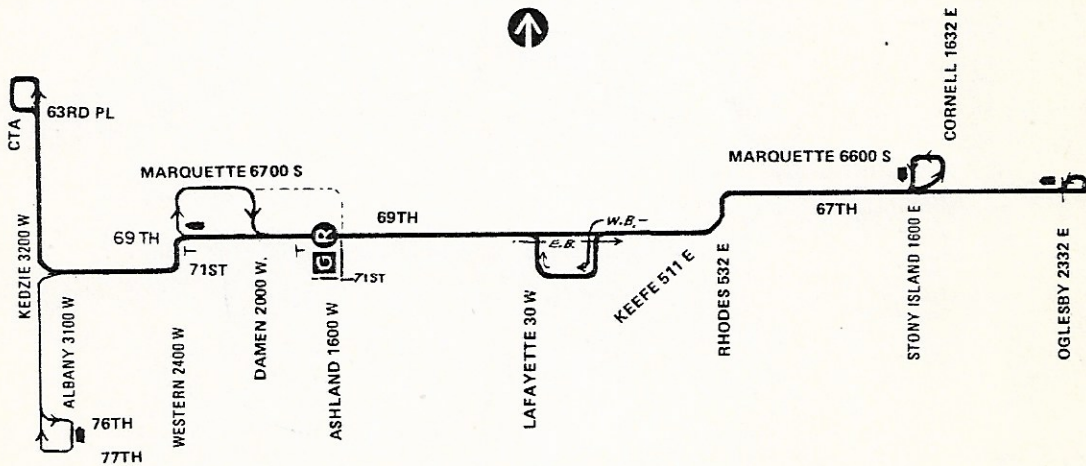 CTA
63RD PL
KEDZIE 3200 W
ALBANY 3100 W
76TH
77TH
MARQUETTE 6700 S
69 TH
71ST
WESTERN 2400 W
DAMEN 2000 W.
G R
71ST
ASHLAND 1600 W
69TH
W.B.-
E.B.
LAFAYETTE 30 W
KEEFE 511 E
RHODES 532 E
MARQUETTE 6600 S
67TH
CORNELL 1632 E
STONY ISLAND 1600 E
OGLESBY 2332 E